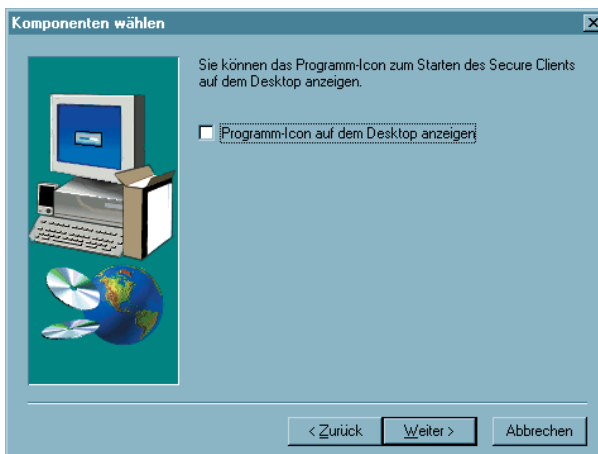 Komponenten wählen
Sie können das Programm-Icon zum Starten des Secure Clients
auf dem Desktop anzeigen.
Programm-Icon auf dem Desktop anzeigen
< Zurück
Weiter >
Abbrechen